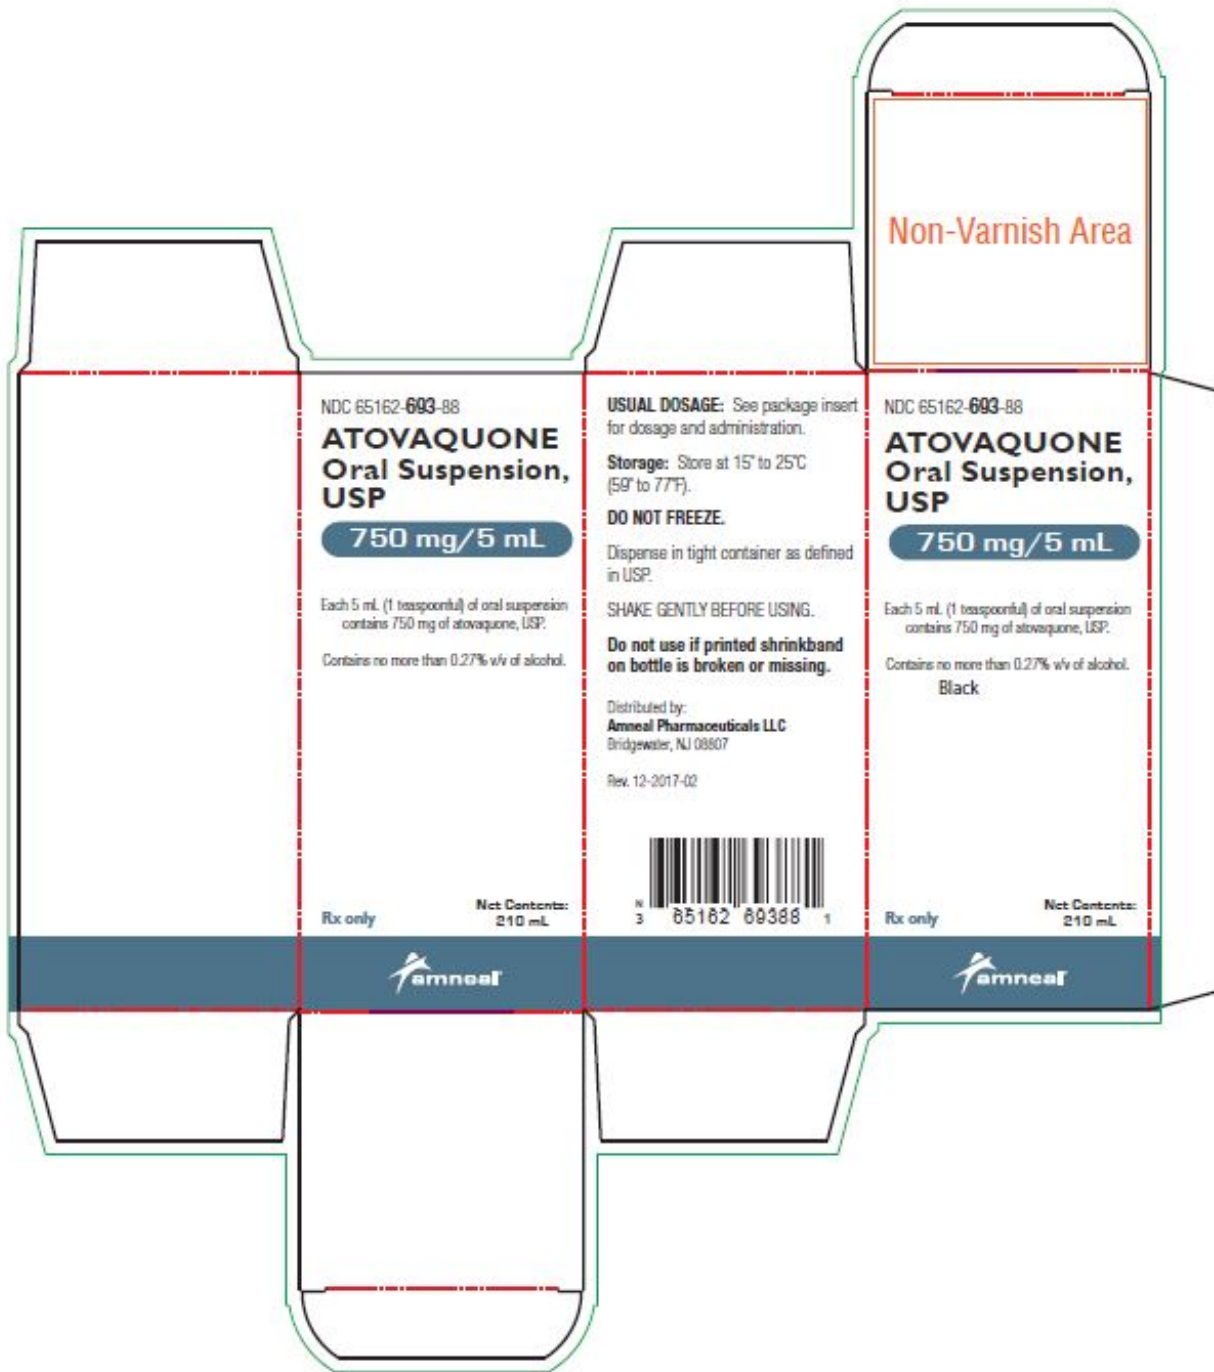 Non-Varnish Area
NDC 65162-693-88
ATOVAQUONE
Oral Suspension,
USP
750 mg/5 mL
Each 5 mL (1 teaspoonful) of oral suspension
contains 750 mg of atovaquone, USP.
Contains no more than 0.27% v/v of alcohol.
Rx only
Net Contents:
210 mL
amneal
USUAL DOSAGE: See package insert
for dosage and administration.
Storage: Store at 15° to 25°C
(59° to 77°F).
DO NOT FREEZE.
Dispense in tight container as defined
in USP.
SHAKE GENTLY BEFORE USING.
Do not use if printed shrinkband
on bottle is broken or missing.
Distributed by:
Amneal Pharmaceuticals LLC
Bridgewater, NJ 08807
Rev. 12-2017-02
N
3 65162 69388 1
NDC 65162-693-88
ATOVAQUONE
Oral Suspension,
USP
750 mg/5 mL
Each 5 mL (1 teaspoonful) of oral suspension
contains 750 mg of atovaquone, USP.
Contains no more than 0.27% v/v of alcohol.
Black
Rx only
Net Contents:
210 mL
amneal